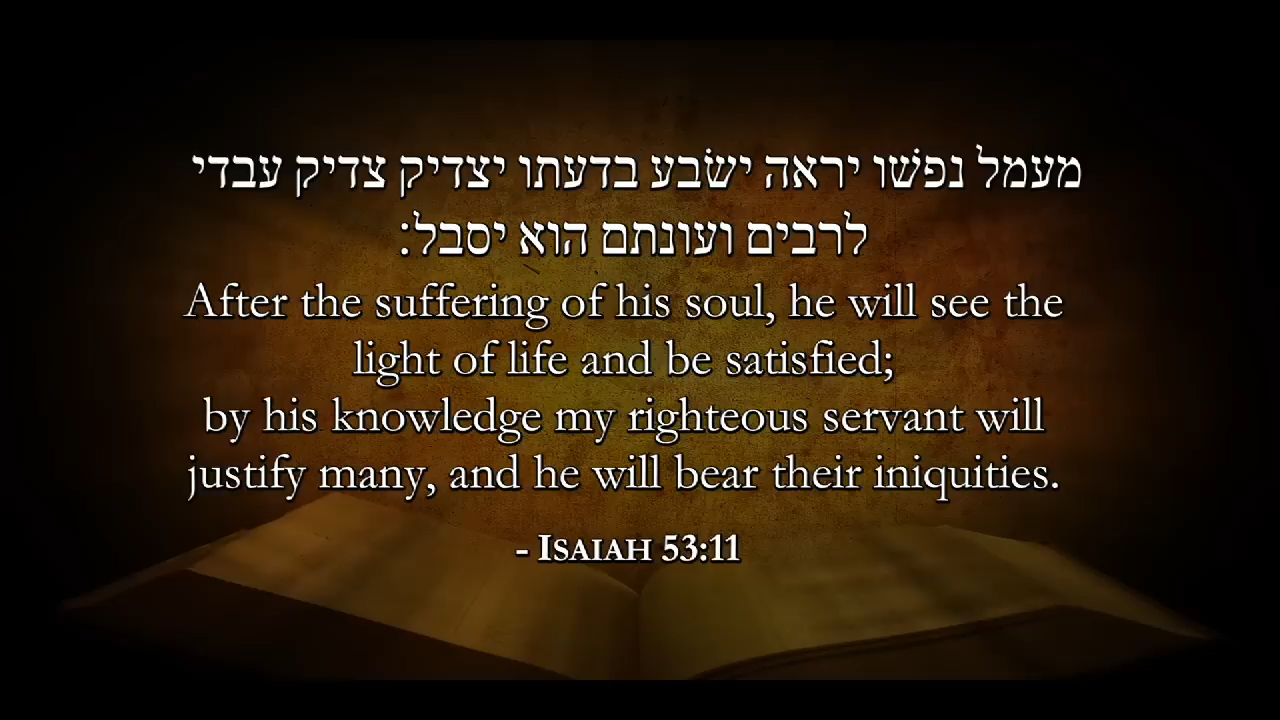 מעמל נפשׁו יראה ישׂבע בדעתו יצדיק צדיק עבדי
לרבים ועונתם הוא יסבל:
After the suffering of his soul, he will see the
light of life and be satisfied;
by his knowledge my righteous servant will
justify many, and he will bear their iniquities.
- ISAIAH 53:11